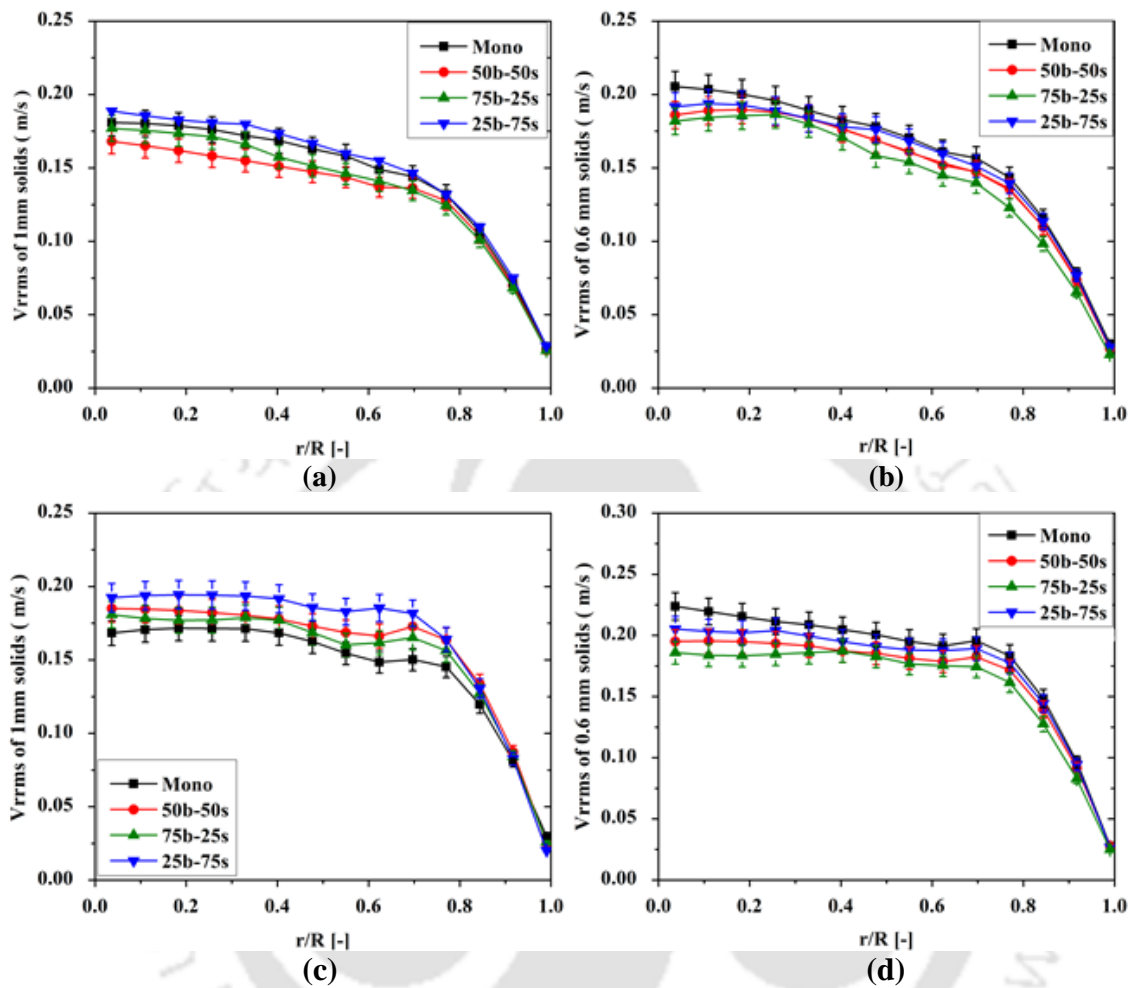 0.25
0.20
0.15
0.10
0.05
0.00
Vrrms of 1mm solids ( m/s )
Mono
50b-50s
75b-25s
25b-75s
0.0 0.2 0.4 0.6 0.8 1.0
r/R [-]
(a)
0.25
0.20
0.15
0.10
0.05
0.00
Vrrms of 0.6 mm solids ( m/s )
Mono
50b-50s
75b-25s
25b-75s
0.0 0.2 0.4 0.6 0.8 1.0
r/R [-]
(b)
0.25
0.20
0.15
0.10
0.05
0.00
Vrrms of 1mm solids ( m/s )
Mono
50b-50s
75b-25s
25b-75s
0.0 0.2 0.4 0.6 0.8 1.0
r/R [-]
(c)
0.30
0.25
0.20
0.15
0.10
0.05
0.00
Vrrms of 0.6 mm solids ( m/s )
Mono
50b-50s
75b-25s
25b-75s
0.0 0.2 0.4 0.6 0.8 1.0
r/R [-]
(d)